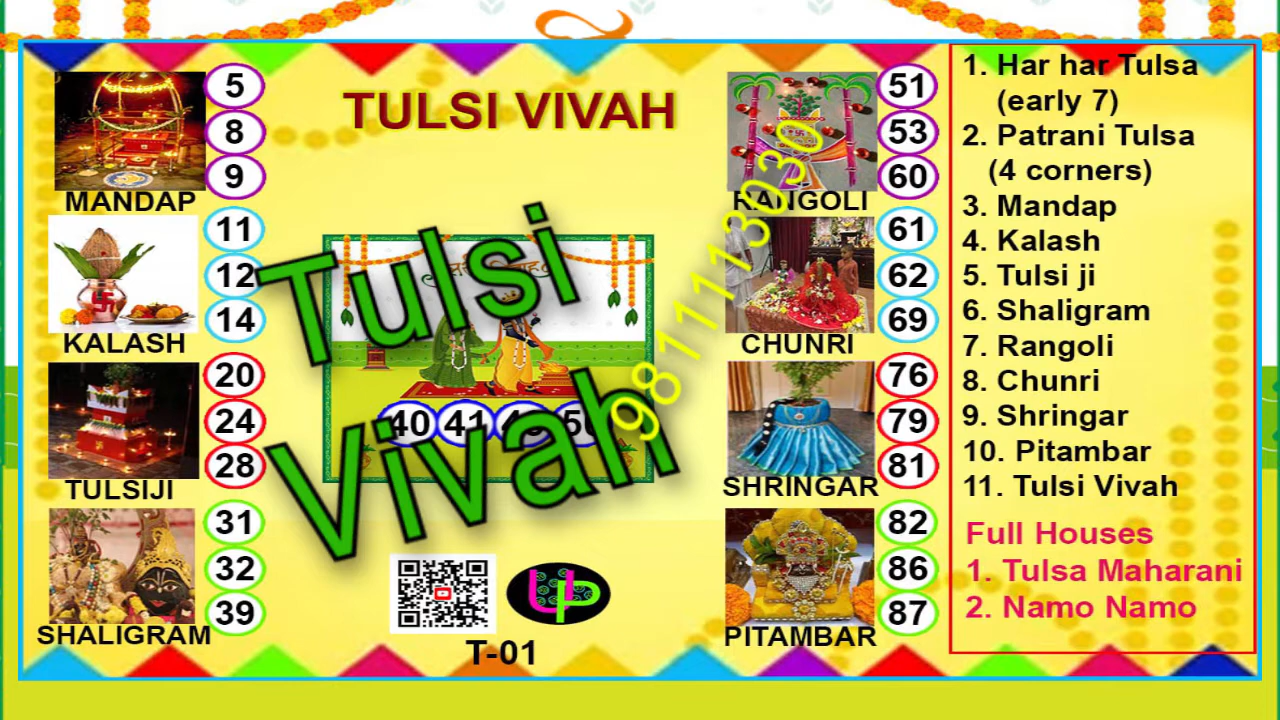 TULSI VIVAH
5
8
9
MANDAP
11
12
14
KALASH
20
24
28
TULSIJI
31
32
39
SHALIGRAM
Tulsi
Vivah
9811113030
40 41
T-01
51
53
60
RANGOLI
61
62
69
CHUNRI
76
79
81
SHRINGAR
82
86
87
PITAMBAR
1. Har har Tulsa
(early 7)
2. Patrani Tulsa
(4 corners)
3. Mandap
4. Kalash
5. Tulsi ji
6. Shaligram
7. Rangoli
8. Chunri
9. Shringar
10. Pitambar
11. Tulsi Vivah
Full Houses
1. Tulsa Maharani
2. Namo Namo